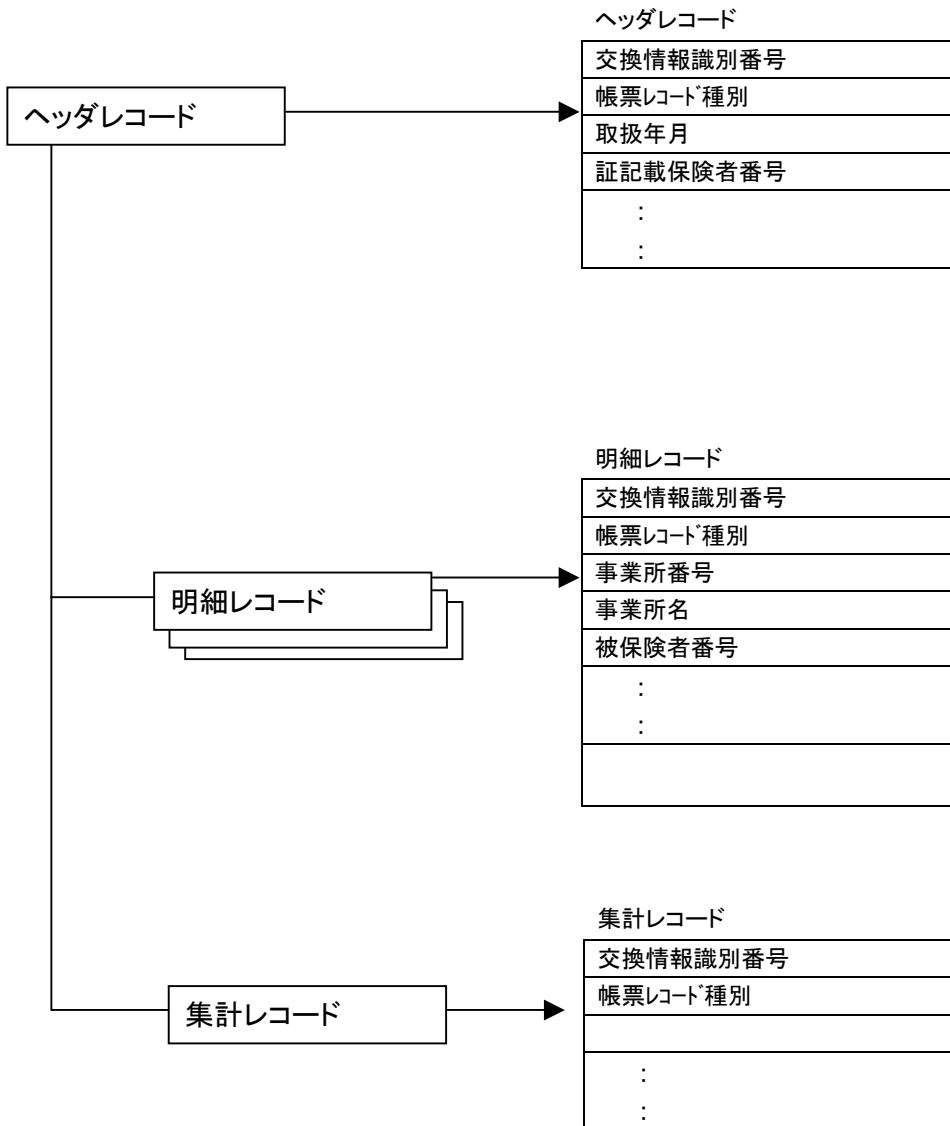 ヘッダレコード
交換情報識別番号
ヘッダレコード
帳票ﾚｺｰﾄﾞ種別
取扱年月
証記載保険者番号
:
:
明細レコード
交換情報識別番号
帳票ﾚｺｰﾄﾞ種別
明細レコード
事業所番号
事業所名
被保険者番号
:
:
集計レコード
交換情報識別番号
帳票ﾚｺｰﾄﾞ種別
集計レコード
:
: